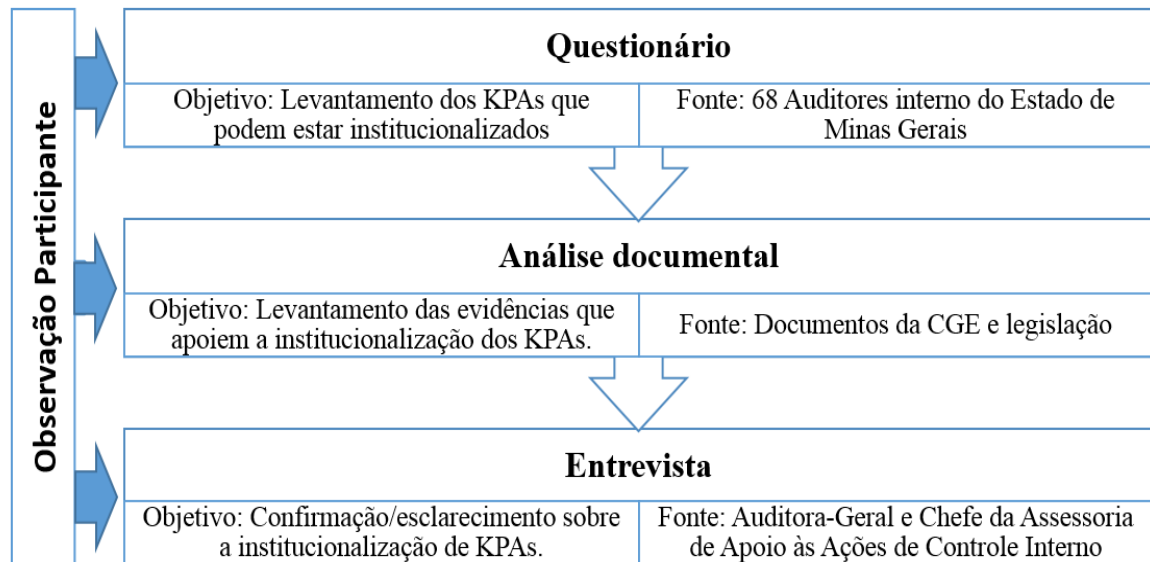 Observação Participante
Questionário
Objetivo: Levantamento dos KPAs que
podem estar institucionalizados
Fonte: 68 Auditores interno do Estado de
Minas Gerais
Análise documental
Objetivo: Levantamento das evidências que
apoiem a institucionalização dos KPAs.
Fonte: Documentos da CGE e legislação
Entrevista
Objetivo: Confirmação/esclarecimento sobre
a institucionalização de KPAs.
Fonte: Auditora-Geral e Chefe da Assessoria
de Apoio às Ações de Controle Interno